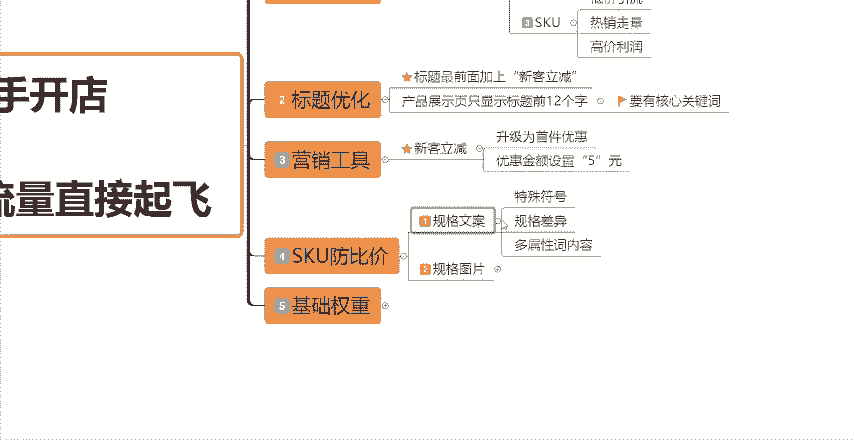 手开店
流量直接起飞
3 SKU
热销走量
高价利润
2 标题优化
标题最前面加上“新客立减”
产品展示页只显示标题前12个字
要有核心关键词
3 营销工具
新客立减
升级为首件优惠
优惠金额设置“5”元
4 SKU防比价
1 规格文案
特殊符号
规格差异
多属性词内容
2 规格图片
5 基础权重